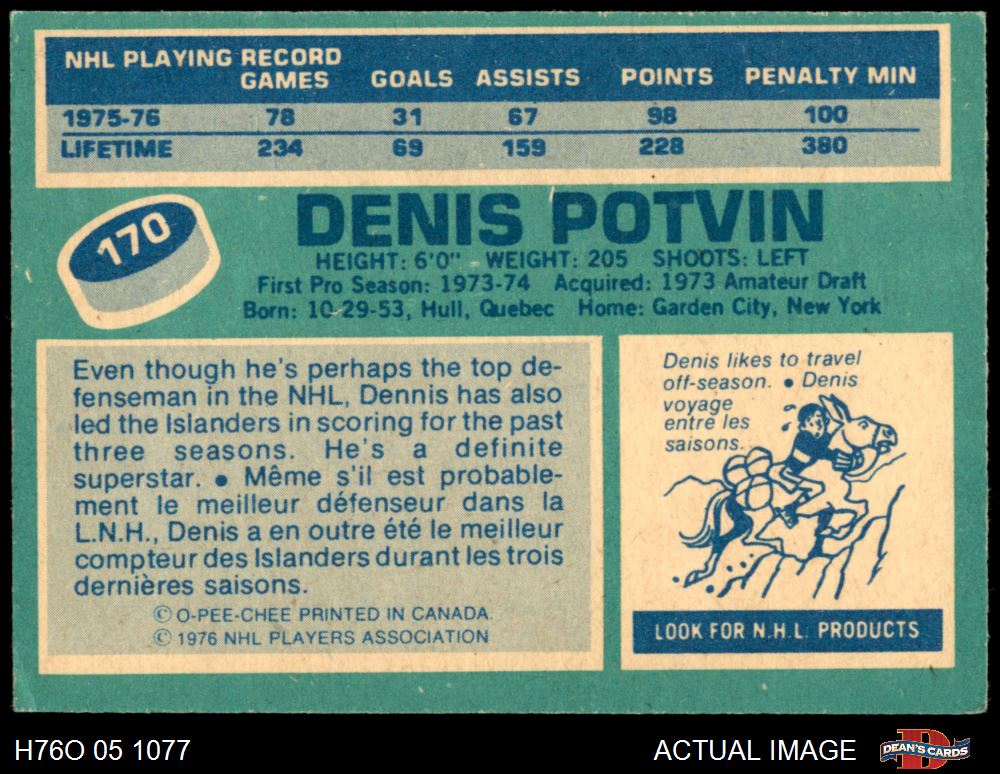 NHL PLAYING RECORD
GAMES GOALS ASSISTS POINTS PENALTY MIN
1975-76 78 31 67 98 100
LIFETIME 234 69 159 228 380
170
DENIS POTVIN
HEIGHT: 6'0" WEIGHT: 205 SHOOTS: LEFT
First Pro Season: 1973-74 Acquired: 1973 Amateur Draft
Born: 10-29-53, Hull, Quebec Home: Garden City, New York
Even though he's perhaps the top de-
fenseman in the NHL, Dennis has also
led the Islanders in scoring for the past
three seasons. He's a definite
superstar. • Même s'il est probable-
ment le meilleur défenseur dans la
L.N.H., Denis a en outre été le meilleur
compteur des Islanders durant les trois
dernières saisons.
© O-PEE-CHEE PRINTED IN CANADA.
© 1976 NHL PLAYERS ASSOCIATION
Denis likes to travel
off-season. • Denis
voyage
entre les
saisons.
LOOK FOR N.H.L. PRODUCTS
H76O 05 1077
ACTUAL IMAGE
DEAN'S CARDS